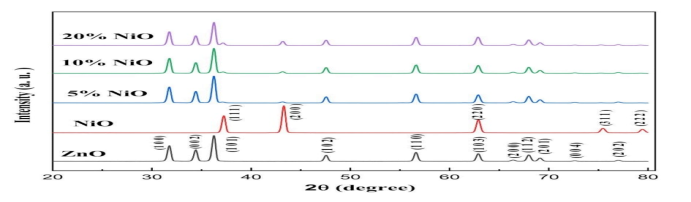 20% NiO
10% NiO
5% NiO
NiO
(111)
(200)
(220)
(311)
(222)
ZnO
(100)
(002)
(101)
(102)
(110)
(103)
(200)
(112)
(201)
(004)
(202)
Intensity (a. u.)
20 30 40 50 60 70 80
2θ (degree)